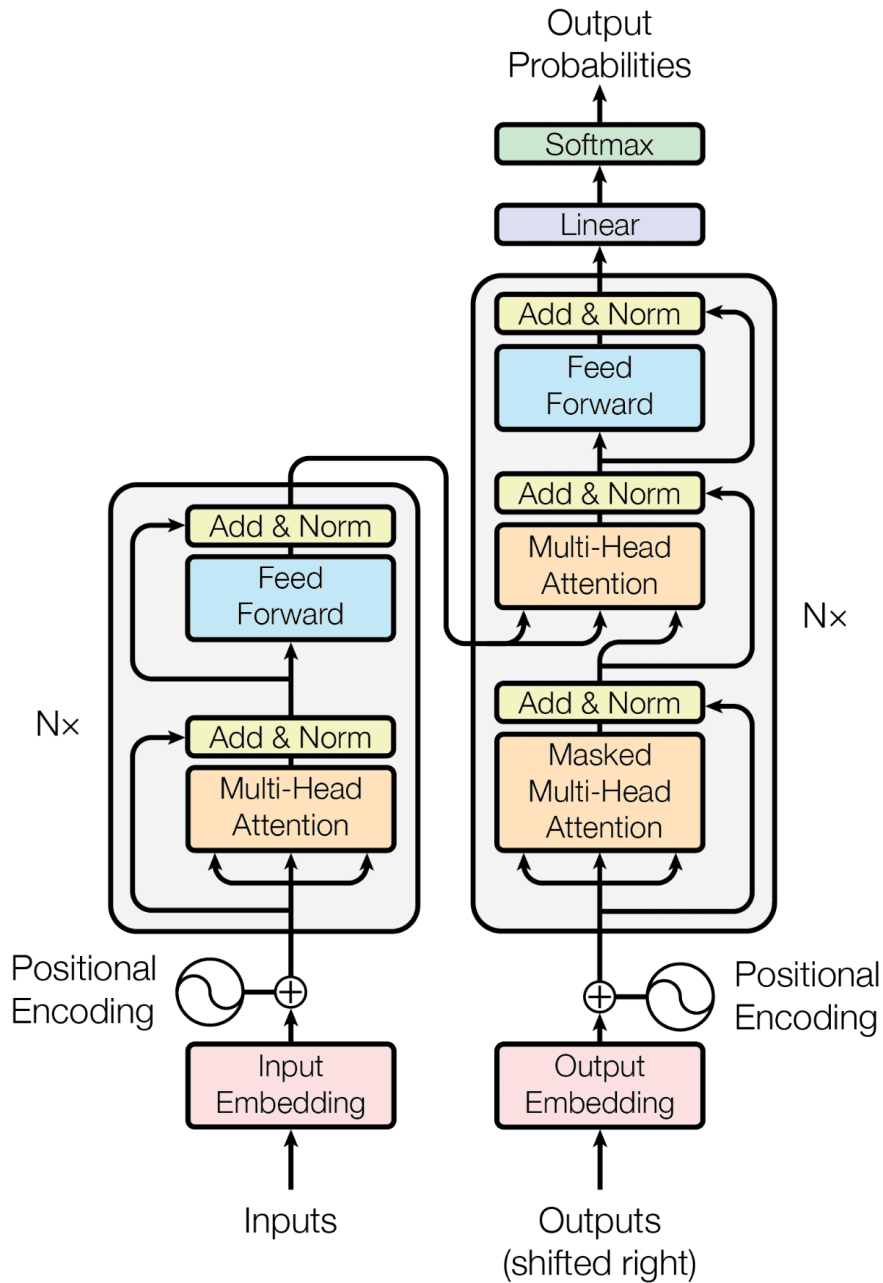 Output
Probabilities
Softmax
Linear
Add & Norm
Feed
Forward
Add & Norm
Multi-Head
Attention
Add & Norm
Masked
Multi-Head
Attention
N×
Add & Norm
Feed
Forward
Add & Norm
Multi-Head
Attention
N×
Positional
Encoding
Positional
Encoding
Input
Embedding
Output
Embedding
Inputs
Outputs
(shifted right)